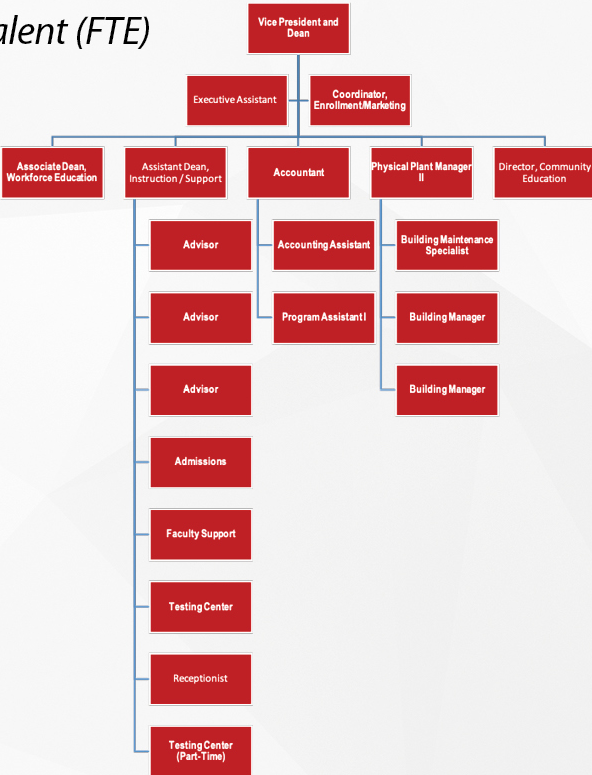 alent (FTE)
Vice President and
Dean
Executive Assistant
Coordinator,
Enrollment/Marketing
Associate Dean,
Workforce Education
Assistant Dean,
Instruction / Support
Accountant
Physical Plant Manager
II
Director, Community
Education
Advisor
Accounting Assistant
Building Maintenance
Specialist
Advisor
Program Assistant I
Building Manager
Advisor
Building Manager
Admissions
Faculty Support
Testing Center
Receptionist
Testing Center
(Part-Time)